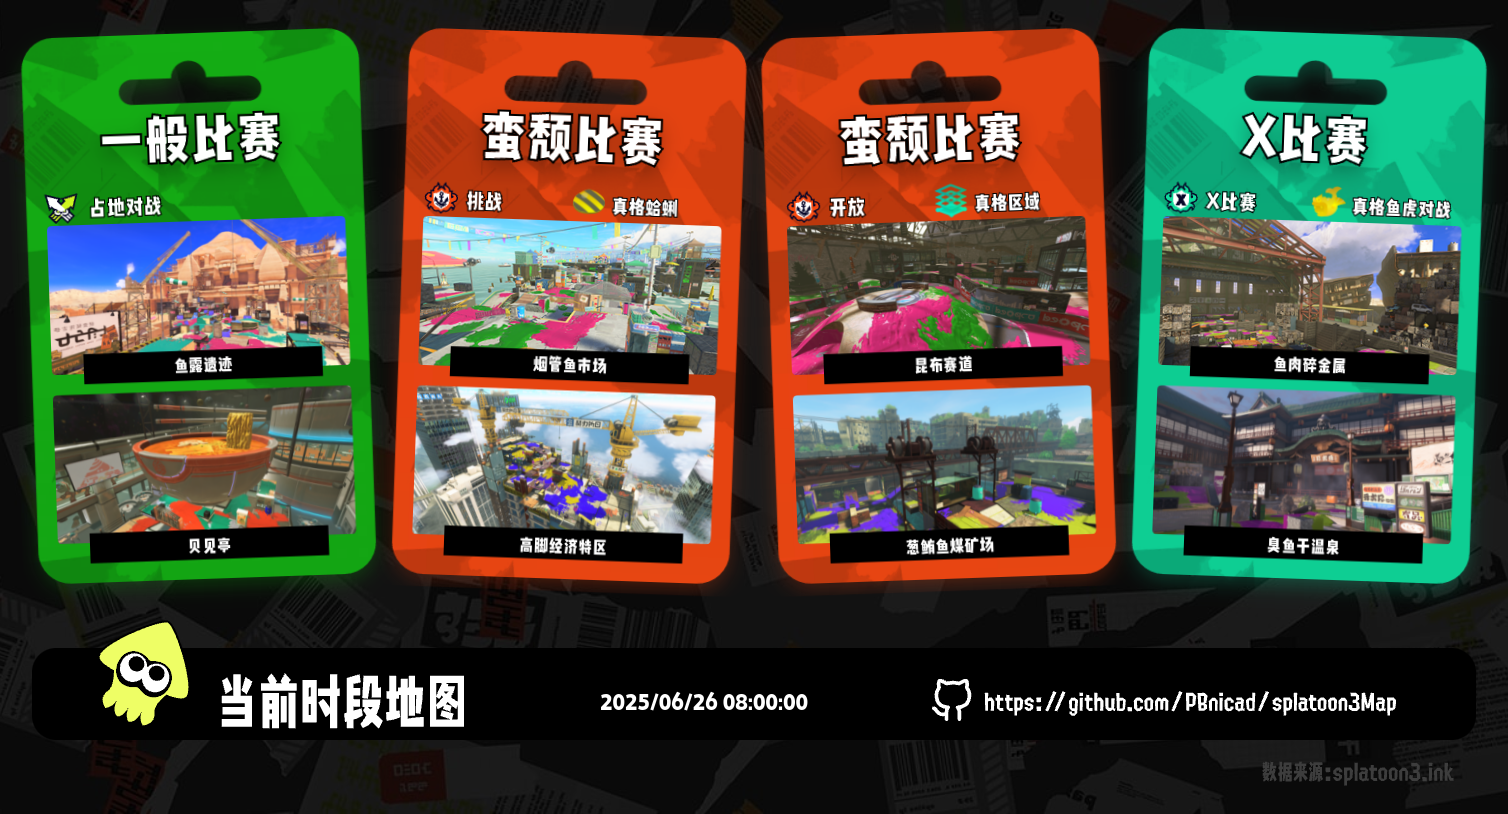 一般比赛
占地对战
鱼露遗迹
贝见亭
蛮颓比赛
挑战
真格蛤蜊
烟管鱼市场
高脚经济特区
蛮颓比赛
开放
真格区域
昆布赛道
葱鲔鱼煤矿场
X比赛
X比赛
真格鱼虎对战
鱼肉碎金属
臭鱼干温泉
当前时段地图
2025/06/26 08:00:00
https://github.com/PBnicad/splatoon3Map
数据来源:splatoon3.ink